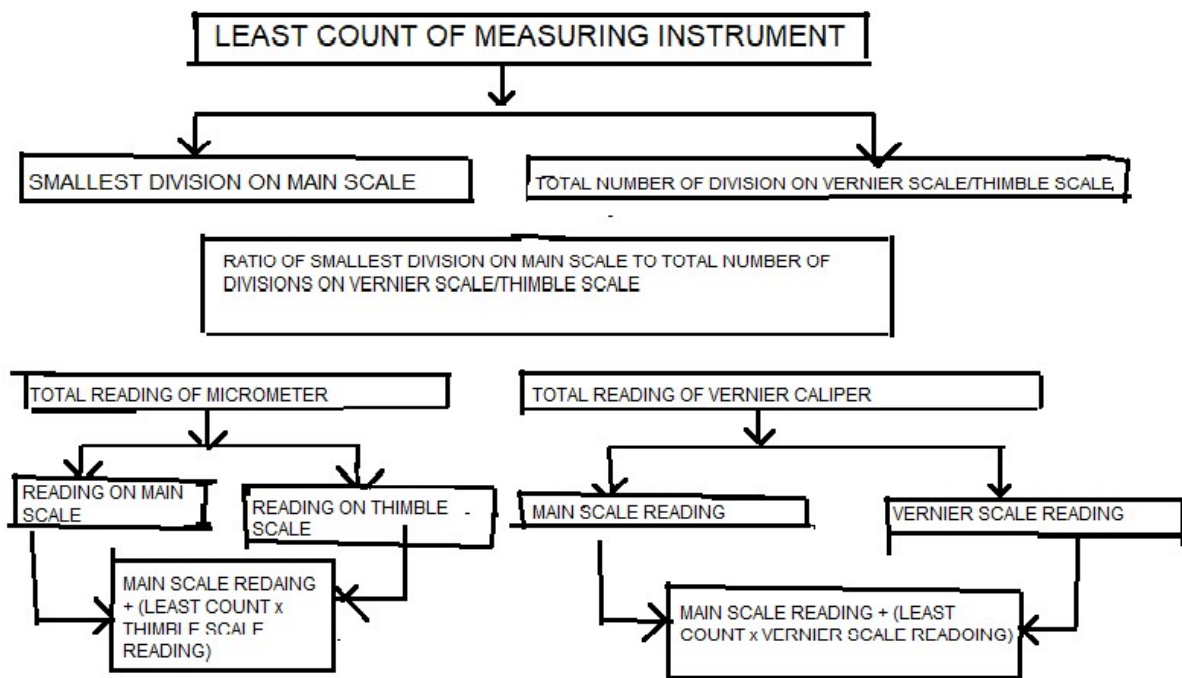 LEAST COUNT OF MEASURING INSTRUMENT
SMALLEST DIVISION ON MAIN SCALE
TOTAL NUMBER OF DIVISION ON VERNIER SCALE/THIMBLE SCALE
RATIO OF SMALLEST DIVISION ON MAIN SCALE TO TOTAL NUMBER OF
DIVISIONS ON VERNIER SCALE/THIMBLE SCALE
TOTAL READING OF MICROMETER
TOTAL READING OF VERNIER CALIPER
READING ON MAIN
SCALE
READING ON THIMBLE
SCALE
MAIN SCALE READING
VERNIER SCALE READING
MAIN SCALE REDAING
+ (LEAST COUNT x
THIMBLE SCALE
READING)
MAIN SCALE READING + (LEAST
COUNT x VERNIER SCALE READOING)